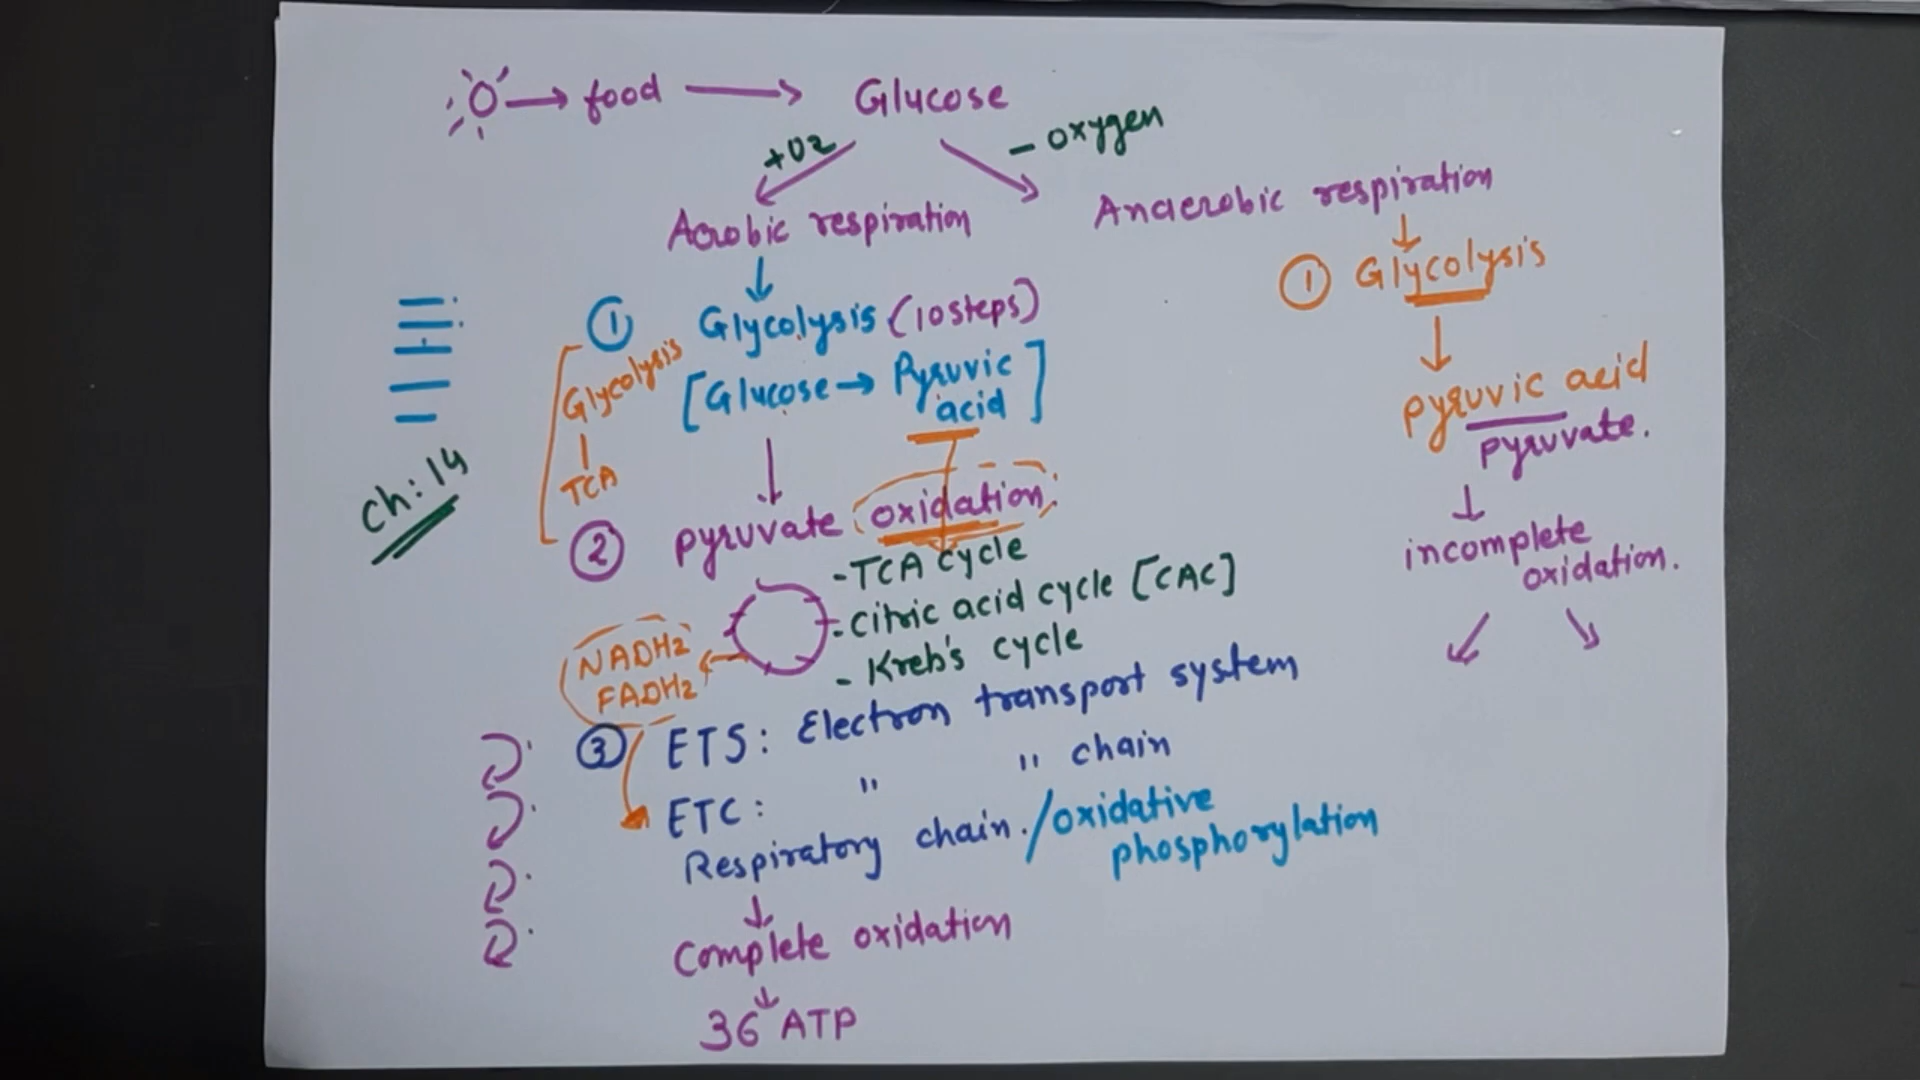 food → Glucose
+O2
- oxygen
Aerobic respiration
Anaerobic respiration
① Glycolysis (10 steps)
[Glucose → Pyruvic acid]
Glycolysis
TCA
Ch: 14
② pyruvate oxidation
- TCA cycle
- Citric acid cycle [CAC]
- Kreb's cycle
NADH2
FADH2
③ ETS: Electron transport system
ETC: " " chain
Respiratory chain. / oxidative
phosphorylation
Complete oxidation
36 ATP
① Glycolysis
pyruvic acid
pyruvate.
incomplete
oxidation.